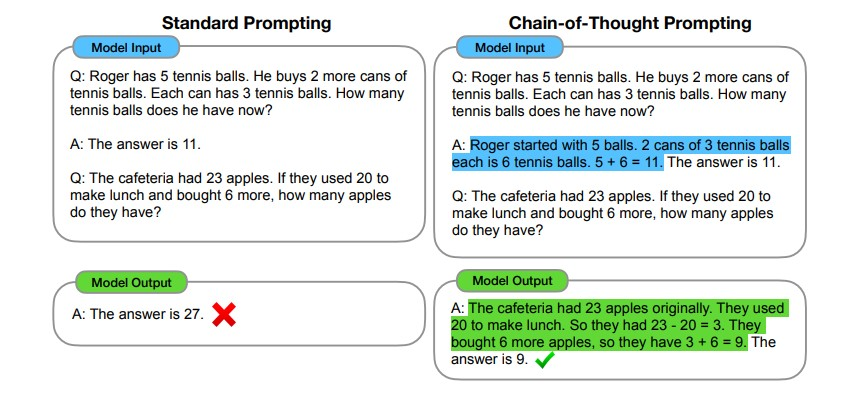 Standard Prompting
Model Input
Q: Roger has 5 tennis balls. He buys 2 more cans of
tennis balls. Each can has 3 tennis balls. How many
tennis balls does he have now?
A: The answer is 11.
Q: The cafeteria had 23 apples. If they used 20 to
make lunch and bought 6 more, how many apples
do they have?
Model Output
A: The answer is 27.
Chain-of-Thought Prompting
Model Input
Q: Roger has 5 tennis balls. He buys 2 more cans of
tennis balls. Each can has 3 tennis balls. How many
tennis balls does he have now?
A: Roger started with 5 balls. 2 cans of 3 tennis balls
each is 6 tennis balls. 5 + 6 = 11. The answer is 11.
Q: The cafeteria had 23 apples. If they used 20 to
make lunch and bought 6 more, how many apples
do they have?
Model Output
A: The cafeteria had 23 apples originally. They used
20 to make lunch. So they had 23 - 20 = 3. They
bought 6 more apples, so they have 3 + 6 = 9. The
answer is 9.